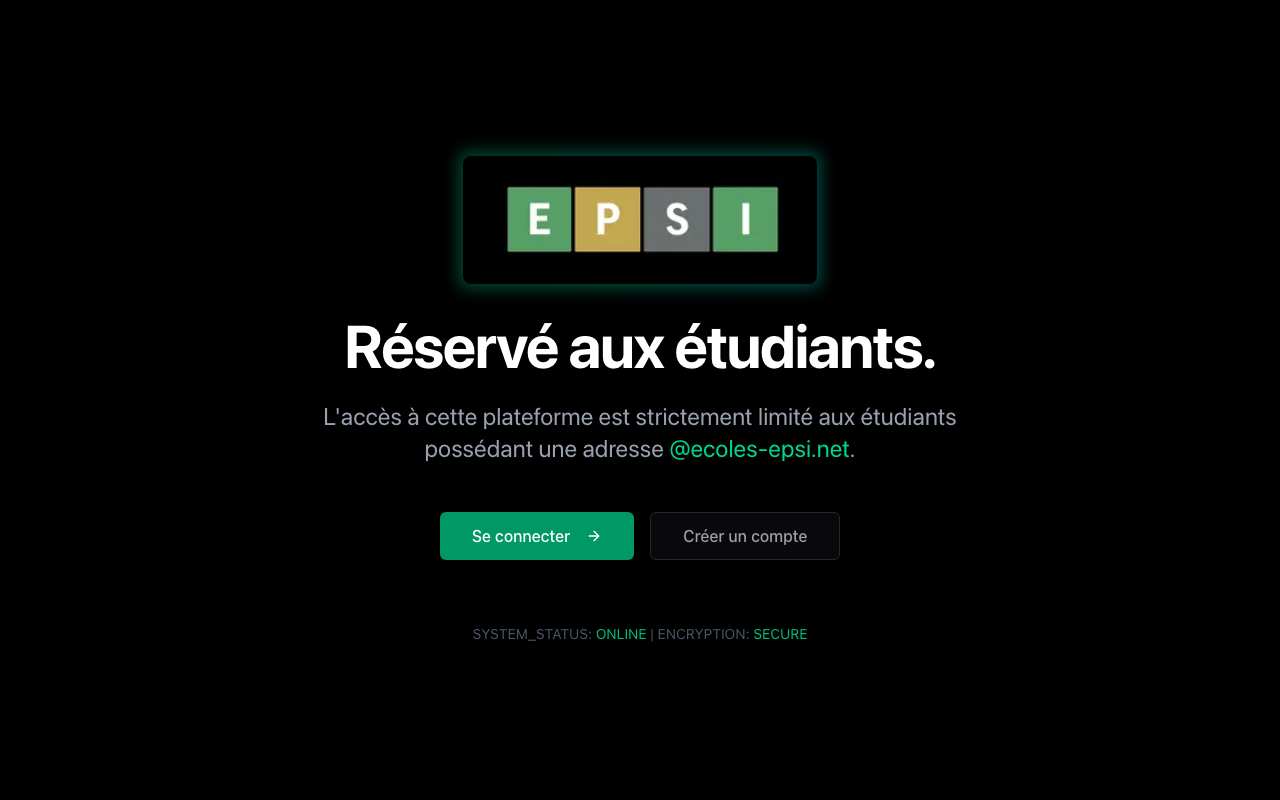 EPSI
Réservé aux étudiants.
L'accès à cette plateforme est strictement limité aux étudiants
possédant une adresse @ecoles-epsi.net.
Se connecter →
Créer un compte
SYSTEM_STATUS: ONLINE | ENCRYPTION: SECURE